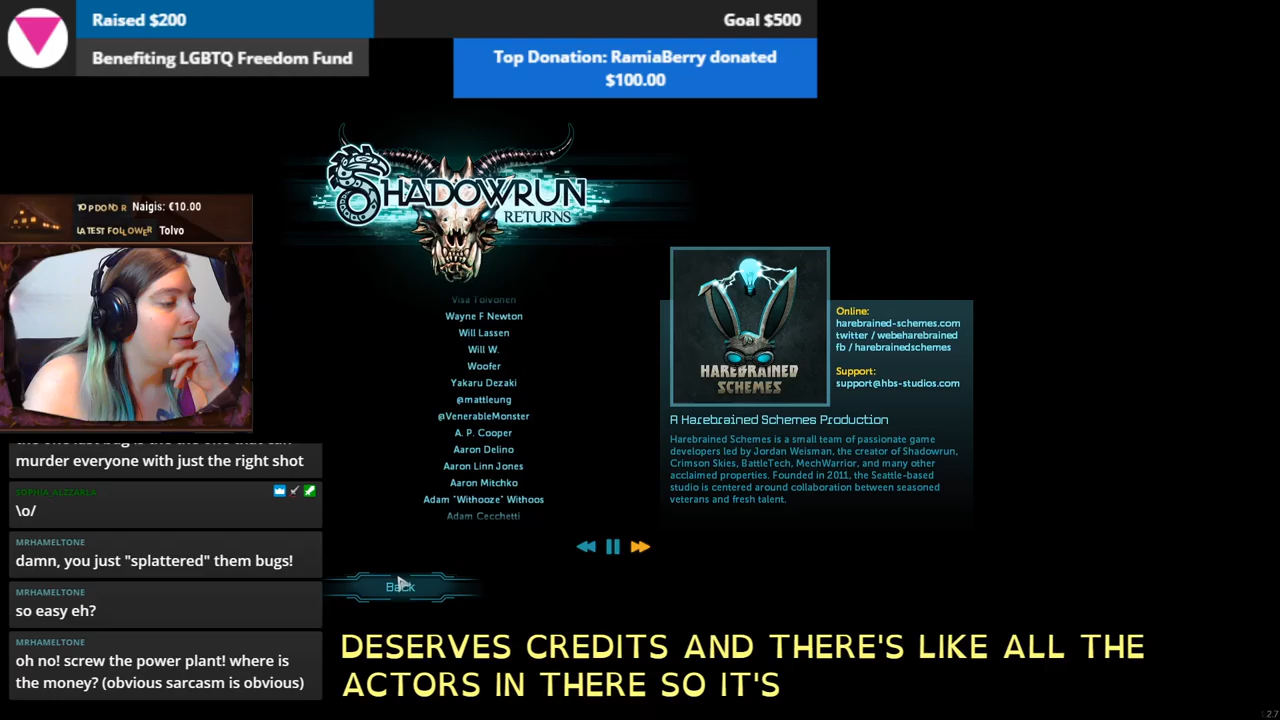 Raised $200
Goal $500
Benefiting LGBTQ Freedom Fund
Top Donation: RamiaBerry donated
$100.00
SHADOWRUN
RETURNS
TOP DONOR Naigis: €10.00
LATEST FOLLOWER Tolvo
Visa Toivonen
Wayne F Newton
Will Lassen
Will W.
Woofer
Yakaru Dezaki
@mattleung
@VenerableMonster
A. P. Cooper
Aaron Delino
Aaron Linn Jones
Aaron Mitchko
Adam "Withooze" Withoos
Adam Cecchetti
HAREBRAINED
SCHEMES
Online:
harebrained-schemes.com
twitter / webeharebrained
fb / harebrainedschemes
Support:
support@hbs-studios.com
A Harebrained Schemes Production
Harebrained Schemes is a small team of passionate game
developers led by Jordan Weisman, the creator of Shadowrun,
Crimson Skies, BattleTech, MechWarrior, and many other
acclaimed properties. Founded in 2011, the Seattle-based
studio is centered around collaboration between seasoned
veterans and fresh talent.
Back
murder everyone with just the right shot
SOPHIA ALZZARLA
\o/
MRHAMELTONE
damn, you just "splattered" them bugs!
MRHAMELTONE
so easy eh?
MRHAMELTONE
oh no! screw the power plant! where is
the money? (obvious sarcasm is obvious)
DESERVES CREDITS AND THERE'S LIKE ALL THE
ACTORS IN THERE SO IT'S
1.2.7